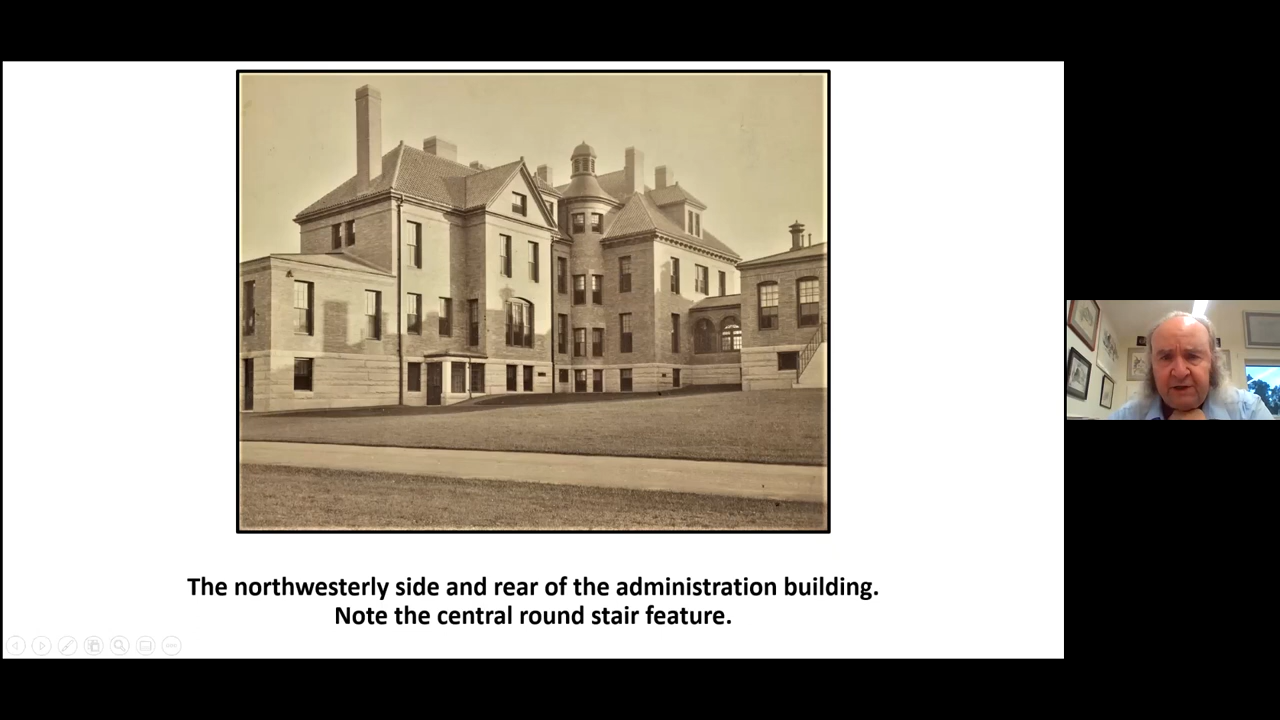 The northwesterly side and rear of the administration building.
Note the central round stair feature.